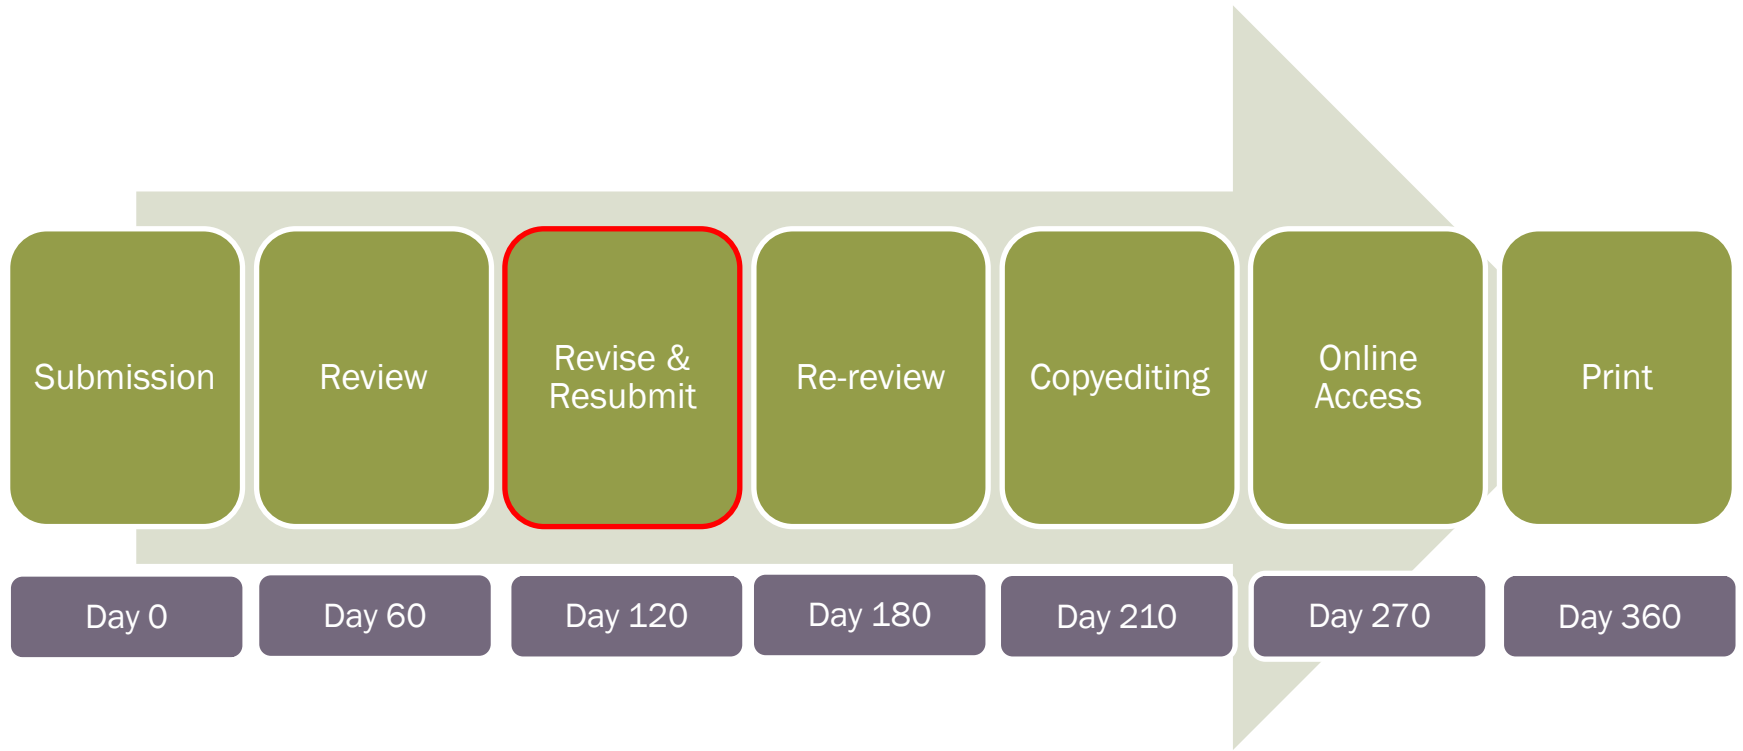 Submission
Review
Revise &
Resubmit
Re-review
Copyediting
Online
Access
Print
Day 0
Day 60
Day 120
Day 180
Day 210
Day 270
Day 360